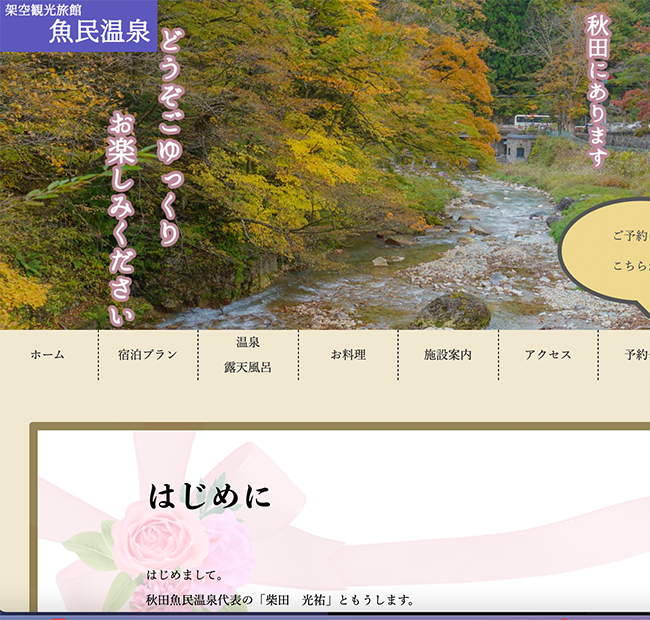 架空観光旅館
魚民温泉
どうぞごゆっくり
お楽しみください
秋田にあります
ご予約
こちら
ホーム
宿泊プラン
温泉
露天風呂
お料理
施設案内
アクセス
予約
はじめに
はじめまして。
秋田魚民温泉代表の「柴田　光祐」ともうします。